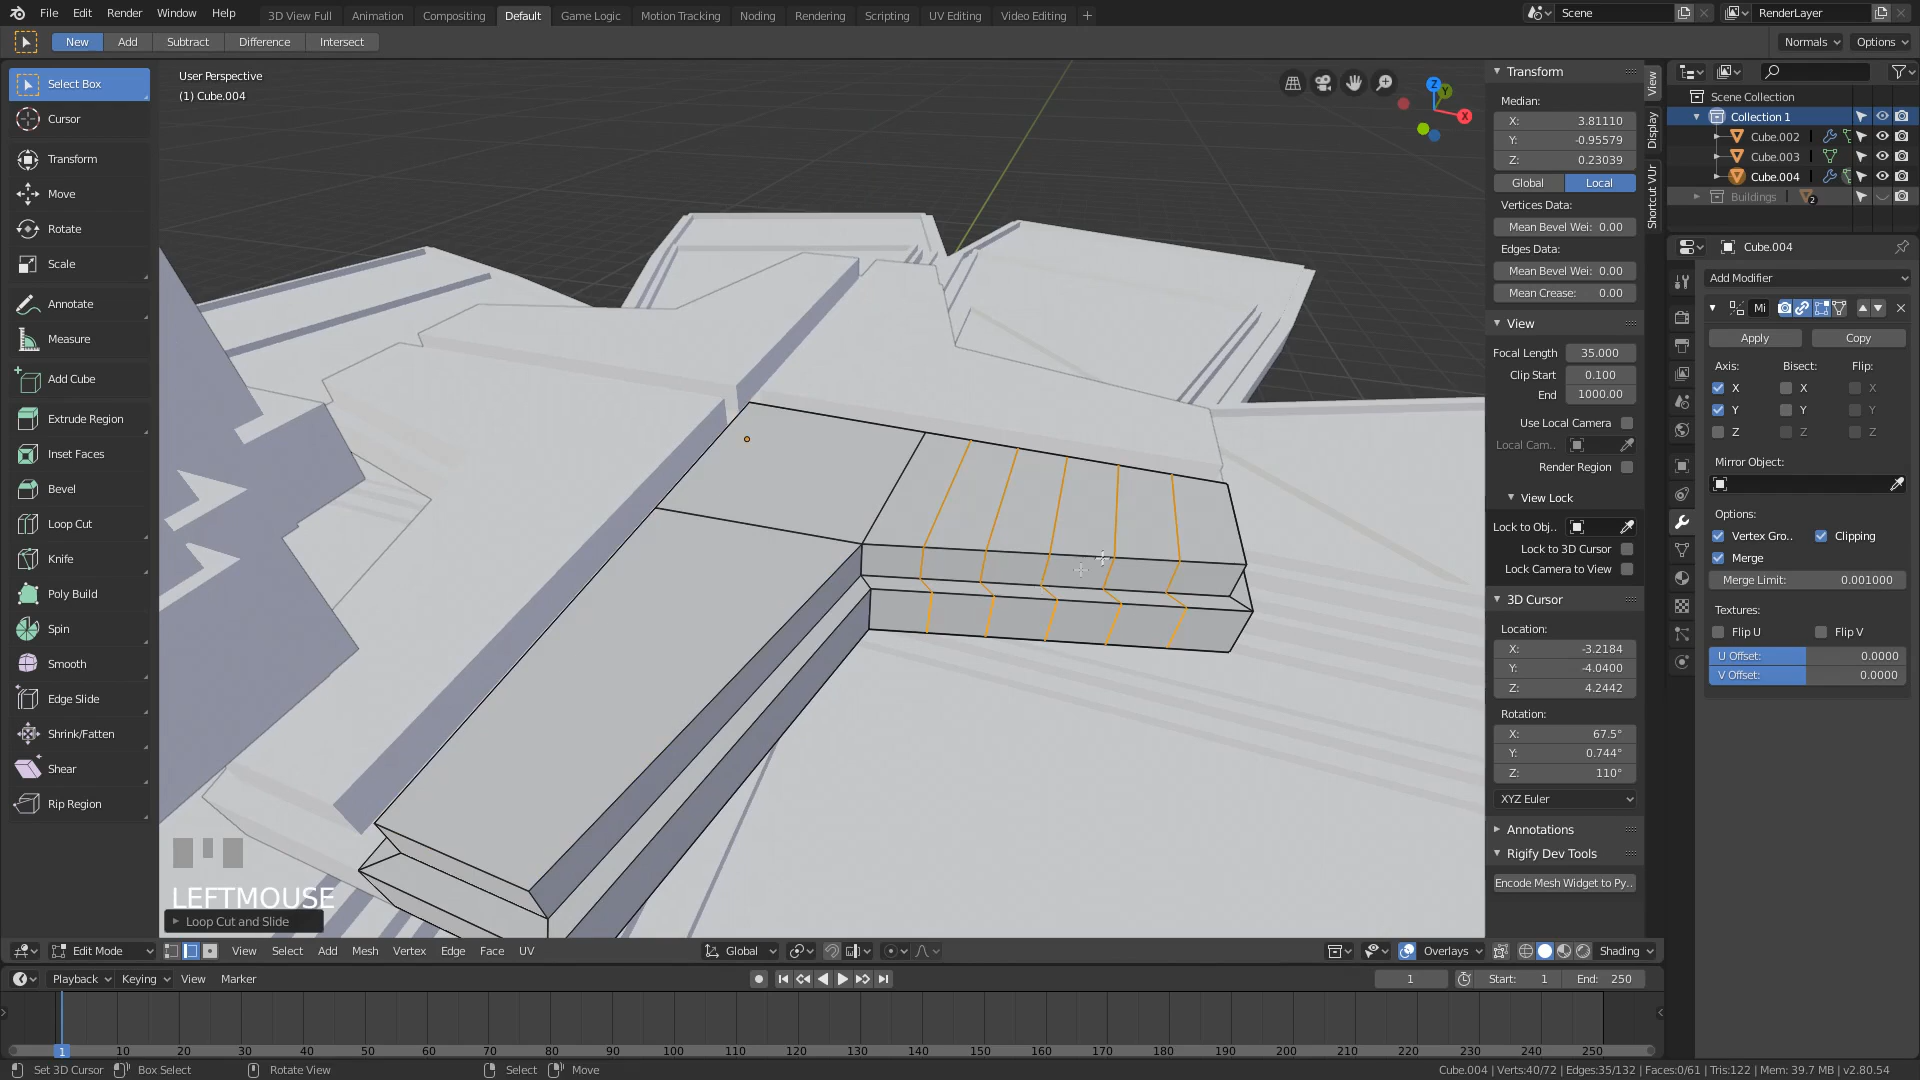 File Edit Render Window Help 3D View Full Animation Compositing Default Game Logic Motion Tracking Noding Rendering Scripting UV Editing Video Editing + Scene RenderLayer
New Add Subtract Difference Intersect Normals Options
Select Box
Cursor
Transform
Move
Rotate
Scale
Annotate
Measure
Add Cube
Extrude Region
Inset Faces
Bevel
Loop Cut
Knife
Poly Build
Spin
Smooth
Edge Slide
Shrink/Fatten
Shear
Rip Region
User Perspective
(1) Cube.004
Z
Y
X
LEFTMOUSE
Loop Cut and Slide
Transform
Median:
X: 3.81110
Y: -0.95579
Z: 0.23039
Global Local
Vertices Data:
Mean Bevel Wei: 0.00
Edges Data:
Mean Bevel Wei: 0.00
Mean Crease: 0.00
View
Focal Length 35.000
Clip Start 0.100
End 1000.00
Use Local Camera
Local Cam..
Render Region
View Lock
Lock to Obj..
Lock to 3D Cursor
Lock Camera to View
3D Cursor
Location:
X: -3.2184
Y: -4.0400
Z: 4.2442
Rotation:
X: 67.5°
Y: 0.744°
Z: 110°
XYZ Euler
Annotations
Rigify Dev Tools
Encode Mesh Widget to Py..
View
Display
Shortcut VUr
Scene Collection
Collection 1
Cube.002
Cube.003
Cube.004
Buildings 2
Cube.004
Add Modifier
Mi
Apply Copy
Axis: Bisect: Flip:
X X X
Y Y Y
Z Z Z
Mirror Object:
Options:
Vertex Gro.. Clipping
Merge
Merge Limit: 0.001000
Textures:
Flip U Flip V
U Offset: 0.0000
V Offset: 0.0000
Edit Mode View Select Add Mesh Vertex Edge Face UV Global Overlays Shading
Playback Keying View Marker 1 Start: 1 End: 250
1 10 20 30 40 50 60 70 80 90 100 110 120 130 140 150 160 170 180 190 200 210 220 230 240 250
Set 3D Cursor Box Select Rotate View Select Move Cube.004 | Verts:40/72 | Edges:35/132 | Faces:0/61 | Tris:122 | Mem: 39.7 MB | v2.80.54